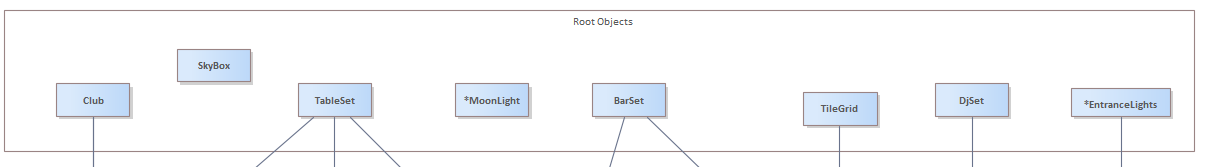 Root Objects
SkyBox
Club
TableSet
*MoonLight
BarSet
TileGrid
DjSet
*EntranceLights